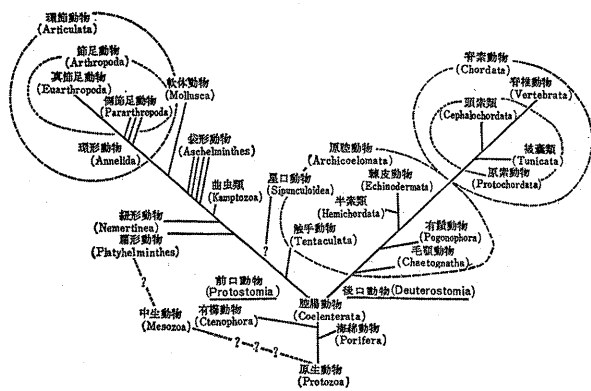 環節動物
(Articulata)
節足動物
(Arthropoda)
真節足動物
(Euarthropoda)
側節足動物
(Pararthropoda)
軟体動物
(Mollusca)
環形動物
(Annelida)
袋形動物
(Aschelminthes)
曲虫類
(Kamptozoa)
紐形動物
(Nemertinea)
扁形動物
(Platyhelminthes)
星口動物
(Sipunculoidea)
?
触手動物
(Tentaculata)
原腔動物
(Archicoelomata)
棘皮動物
(Echinodermata)
半索類
(Hemichordata)
有鬚動物
(Pogonophora)
毛顎動物
(Chaetognatha)
脊索動物
(Chordata)
脊椎動物
(Vertebrata)
頭索類
(Cephalochordata)
被嚢類
(Tunicata)
原索動物
(Protochordata)
前口動物
(Protostomia)
後口動物(Deuterostomia)
腔腸動物
(Coelenterata)
有櫛動物
(Ctenophora)
海綿動物
(Porifera)
?
中生動物
(Mesozoa)
? ? ?
原生動物
(Protozoa)